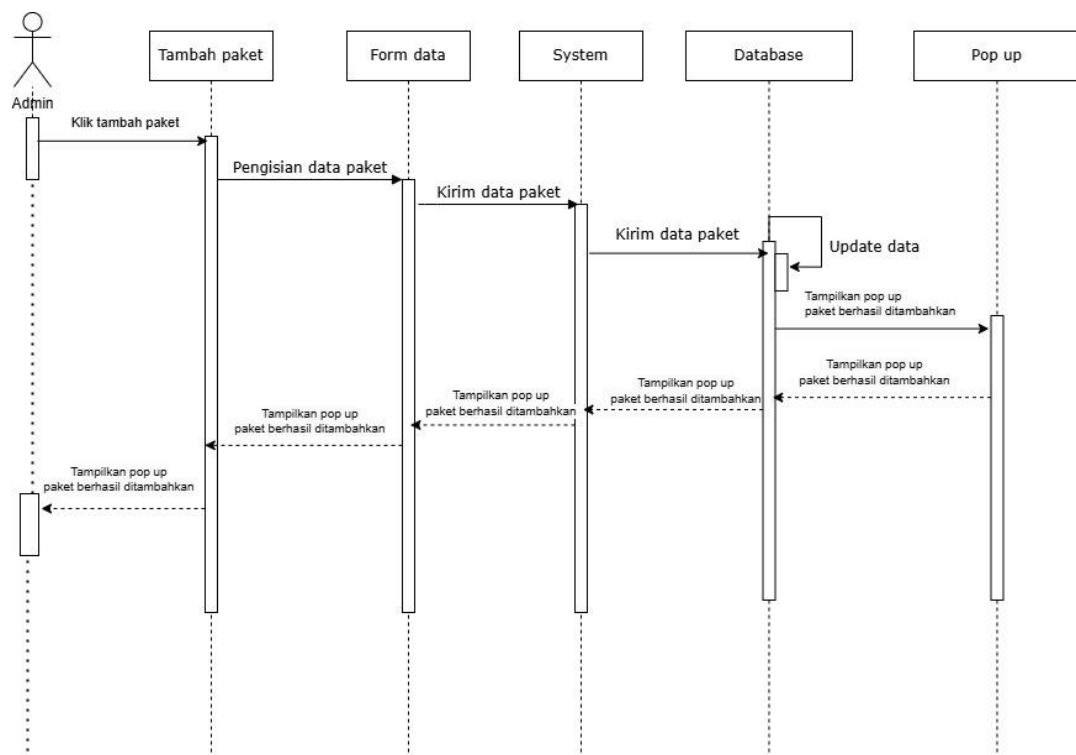 Tambah paket
Form data
System
Database
Pop up
Admin
Klik tambah paket
Pengisian data paket
Kirim data paket
Kirim data paket
Update data
Tampilkan pop up
paket berhasil ditambahkan
Tampilkan pop up
paket berhasil ditambahkan
Tampilkan pop up
paket berhasil ditambahkan
Tampilkan pop up
paket berhasil ditambahkan
Tampilkan pop up
paket berhasil ditambahkan
Tampilkan pop up
paket berhasil ditambahkan